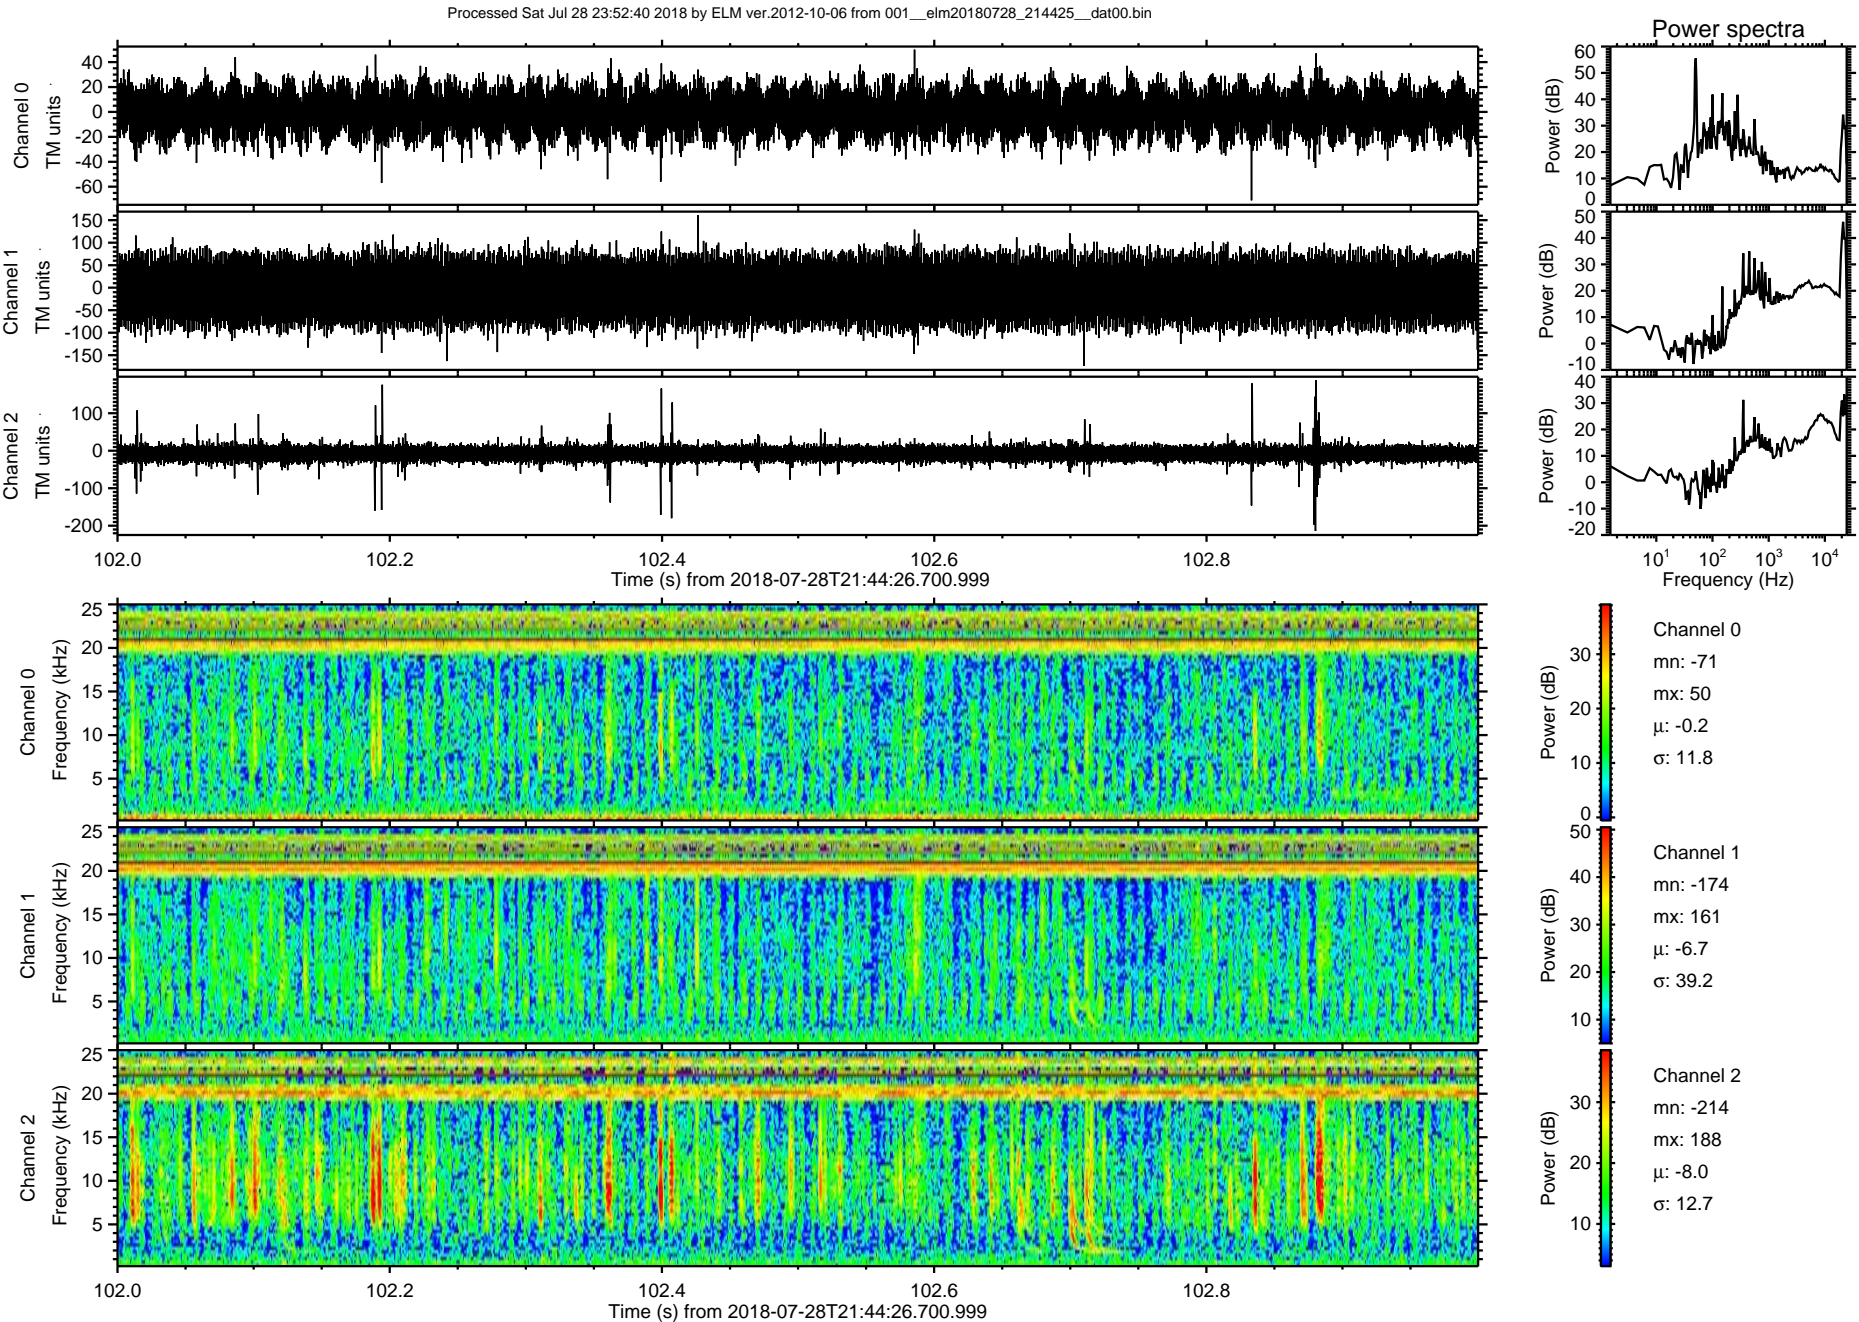 Processed Sat Jul 28 23:52:40 2018 by ELM ver.2012-10-06 from 001__elm20180728_214425__dat00.bin
Power spectra
Channel 0
TM units
40
20
0
-20
-40
-60
Power (dB)
60
50
40
30
20
10
0
Channel 1
TM units
150
100
50
0
-50
-100
-150
Power (dB)
50
40
30
20
10
0
-10
Channel 2
TM units
100
0
-100
-200
Power (dB)
40
30
20
10
0
-10
-20
102.0 102.2 102.4 102.6 102.8
Time (s) from 2018-07-28T21:44:26.700.999
10¹ 10² 10³ 10⁴
Frequency (Hz)
Channel 0
Frequency (kHz)
25
20
15
10
5
Power (dB)
30
20
10
0
Channel 0
mn: -71
mx: 50
μ: -0.2
σ: 11.8
Channel 1
Frequency (kHz)
25
20
15
10
5
Power (dB)
50
40
30
20
10
Channel 1
mn: -174
mx: 161
μ: -6.7
σ: 39.2
Channel 2
Frequency (kHz)
25
20
15
10
5
Power (dB)
30
20
10
Channel 2
mn: -214
mx: 188
μ: -8.0
σ: 12.7
102.0 102.2 102.4 102.6 102.8
Time (s) from 2018-07-28T21:44:26.700.999